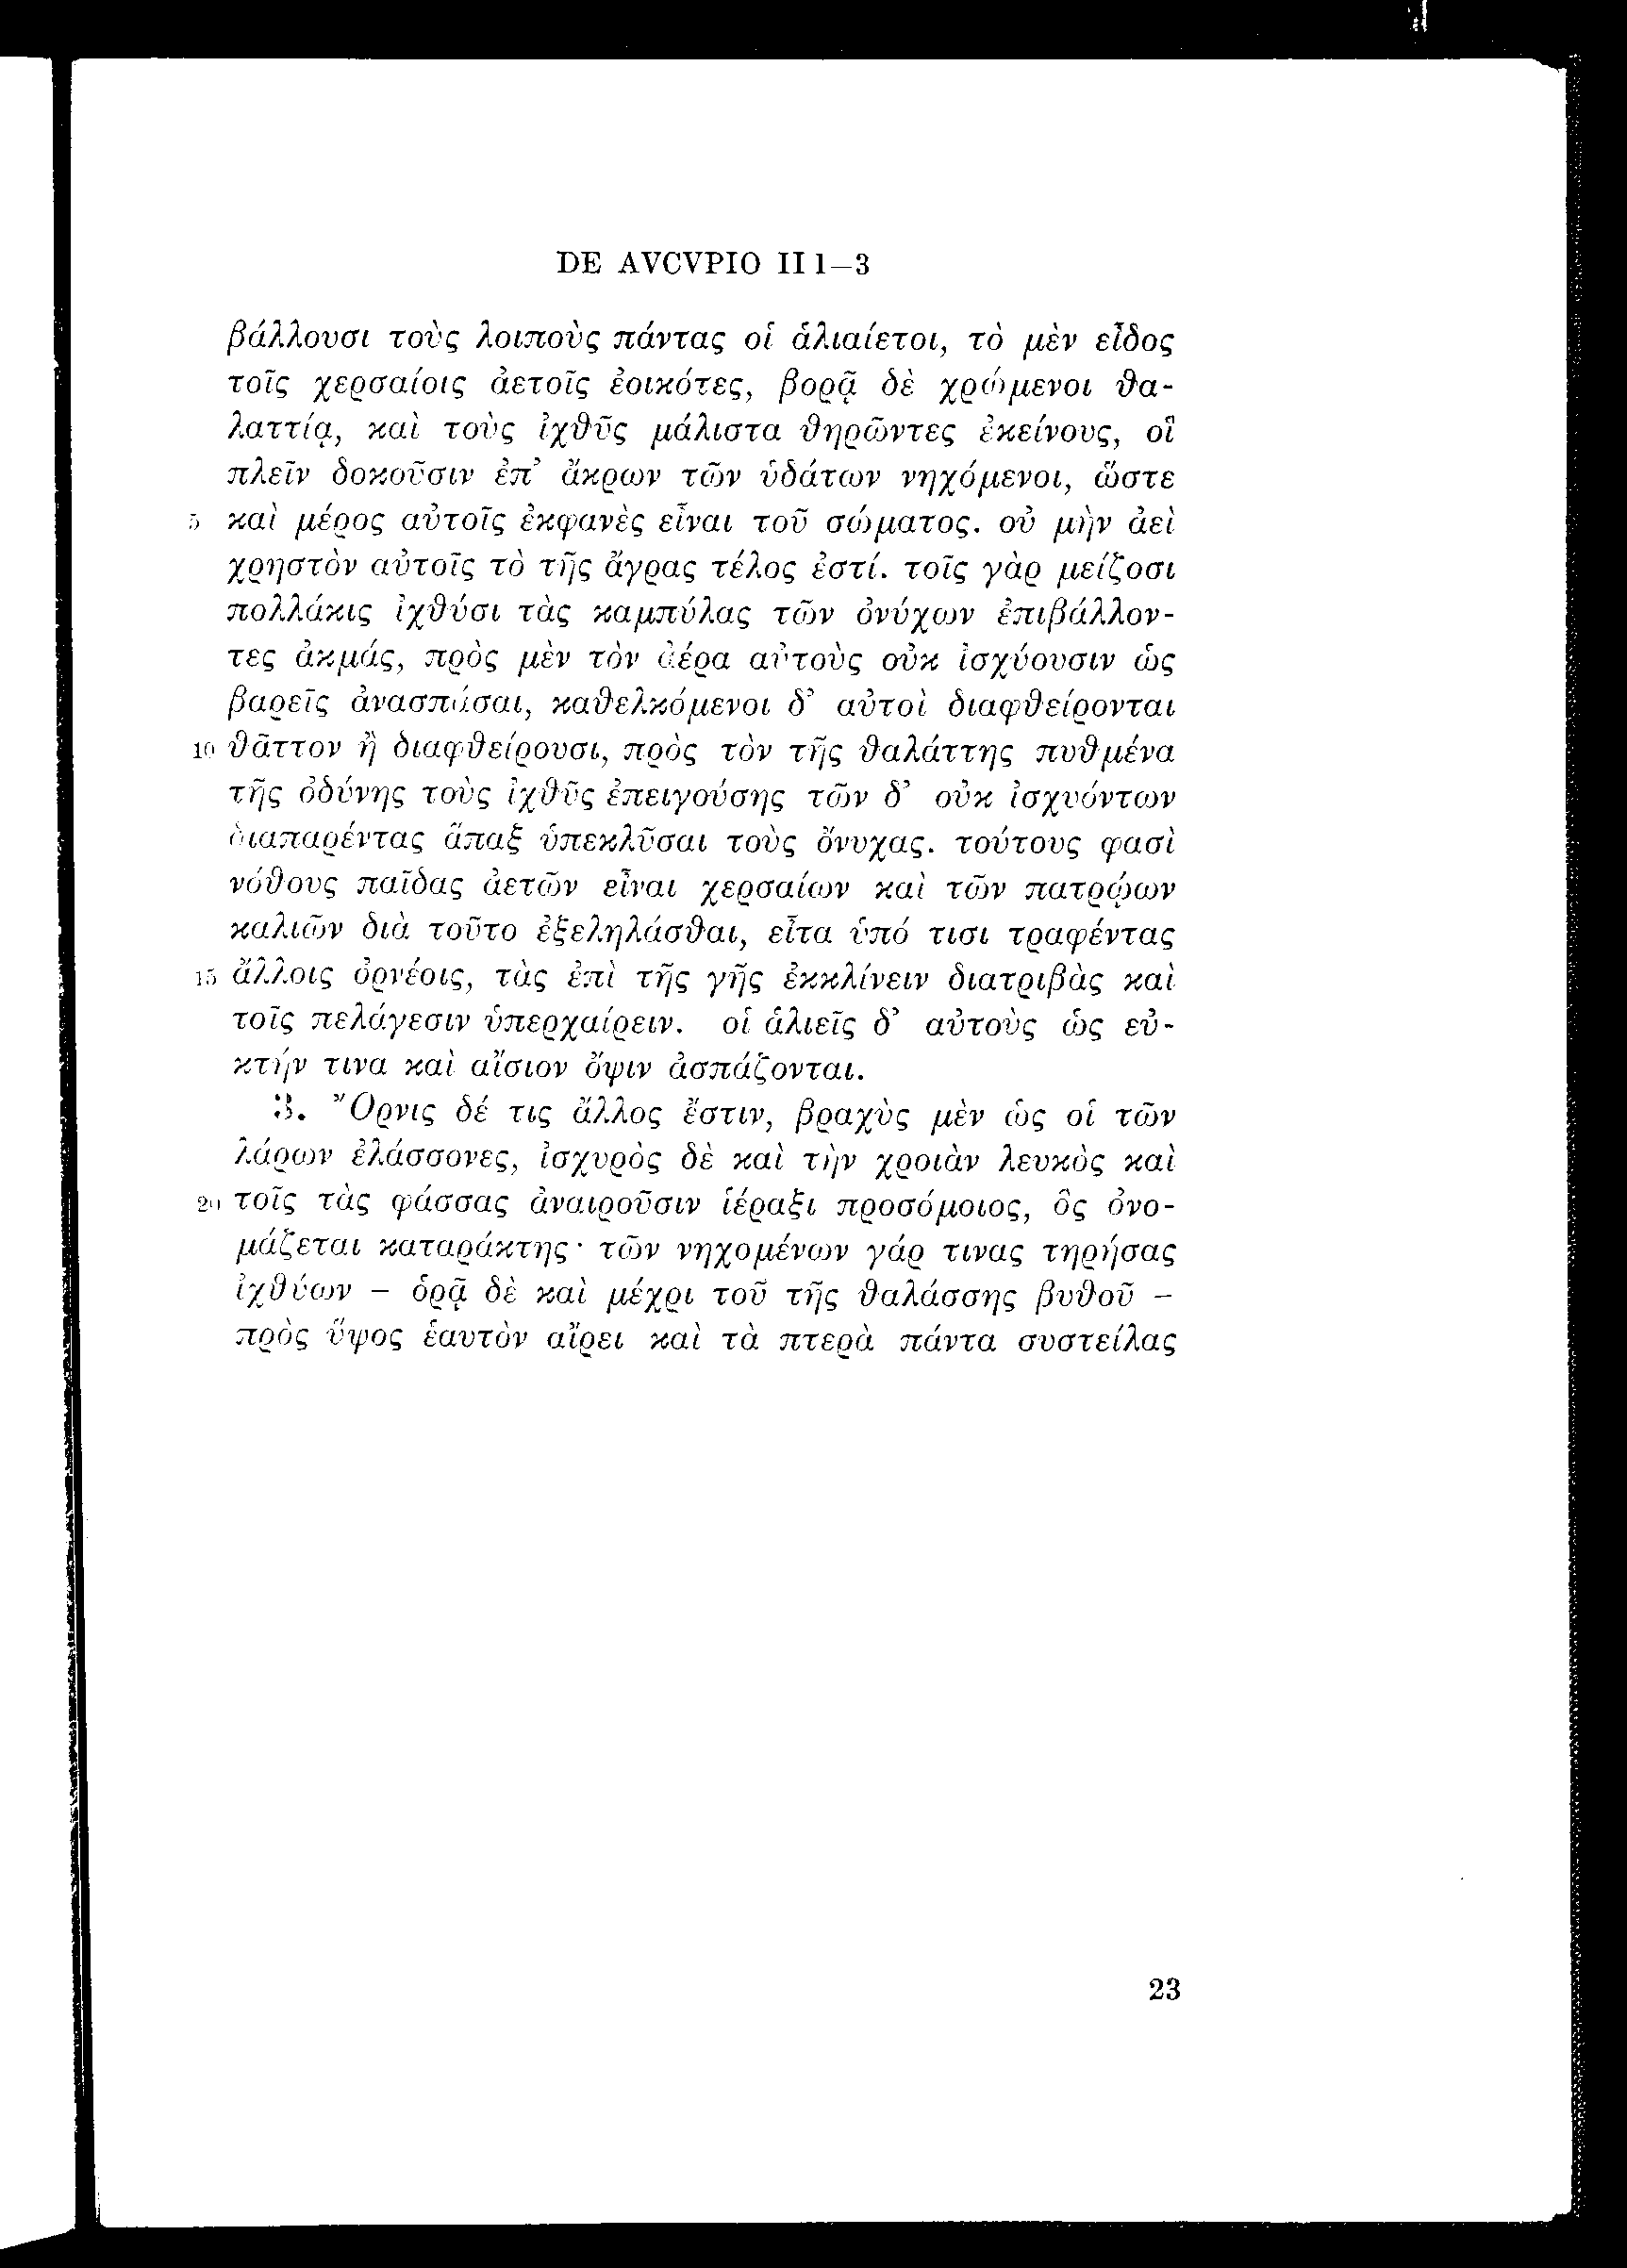 DE AVCVPIO II 1–3
βάλλουσι τοὺς λοιποὺς πάντας οἱ ἁλιαίετοι, τὸ μὲν εἶδος
τοῖς χερσαίοις ἀετοῖς ἐοικότες, βορᾷ δὲ χρώμενοι θα-
λαττίᾳ, καὶ τοὺς ἰχθῦς μάλιστα θηρῶντες ἐκείνους, οἳ
πλεῖν δοκοῦσιν ἐπ’ ἄκρων τῶν ὑδάτων νηχόμενοι, ὥστε
5 καὶ μέρος αὐτοῖς ἐκφανὲς εἶναι τοῦ σώματος. οὐ μὴν ἀεὶ
χρηστὸν αὐτοῖς τὸ τῆς ἄγρας τέλος ἐστί. τοῖς γὰρ μείζοσι
πολλάκις ἰχθύσι τὰς καμπύλας τῶν ὀνύχων ἐπιβάλλον-
τες ἀκμάς, πρὸς μὲν τὸν ἀέρα αὐτοὺς οὐκ ἰσχύουσιν ὡς
βαρεῖς ἀνασπάσαι, καθελκόμενοι δ’ αὐτοὶ διαφθείρονται
10 θᾶττον ἢ διαφθείρουσι, πρὸς τὸν τῆς θαλάττης πυθμένα
τῆς ὀδύνης τοὺς ἰχθῦς ἐπειγούσης τῶν δ’ οὐκ ἰσχυόντων
διαπαρέντας ἅπαξ ὑπεκλῦσαι τοὺς ὄνυχας. τούτους φασὶ
νόθους παῖδας ἀετῶν εἶναι χερσαίων καὶ τῶν πατρῴων
καλιῶν διὰ τοῦτο ἐξεληλάσθαι, εἶτα ὑπό τισι τραφέντας
15 ἄλλοις ὀρνέοις, τὰς ἐπὶ τῆς γῆς ἐκκλίνειν διατριβὰς καὶ
τοῖς πελάγεσιν ὑπερχαίρειν. οἱ ἁλιεῖς δ’ αὐτοὺς ὡς εὐ-
κτήν τινα καὶ αἴσιον ὄψιν ἀσπάζονται.
3. Ὄρνις δέ τις ἄλλος ἔστιν, βραχὺς μὲν ὡς οἱ τῶν
λάρων ἐλάσσονες, ἰσχυρὸς δὲ καὶ τὴν χροιὰν λευκὸς καὶ
20 τοῖς τὰς φάσσας ἀναιροῦσιν ἱέραξι προσόμοιος, ὃς ὀνο-
μάζεται καταράκτης· τῶν νηχομένων γάρ τινας τηρήσας
ἰχθύων – ὁρᾷ δὲ καὶ μέχρι τοῦ τῆς θαλάσσης βυθοῦ –
πρὸς ὕψος ἑαυτὸν αἴρει καὶ τὰ πτερὰ πάντα συστείλας
23